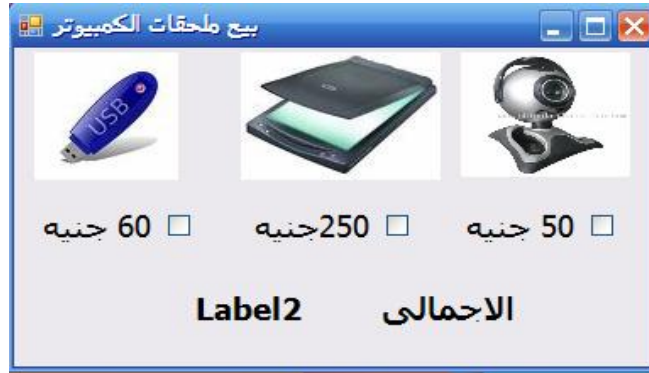 بيع ملحقات الكمبيوتر
USB
50 جنيه
250جنيه
60 جنيه
الاجمالى
Label2